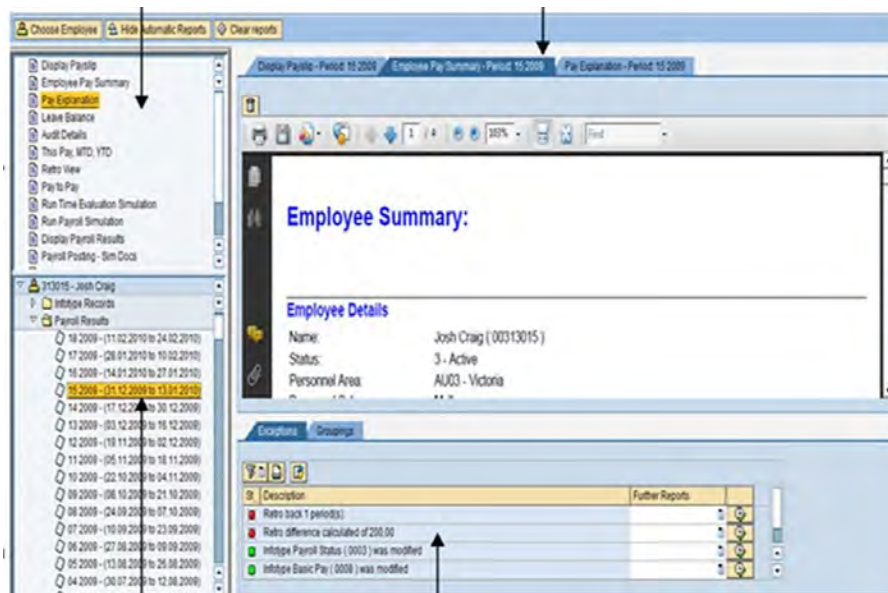 Choose Employee Hide Automatic Reports Clear reports
Display Payslip
Employee Pay Summary
Pay Explanation
Leave Balance
Audit Details
This Pay, MTD, YTD
Retro View
Pay to Pay
Run Time Evaluation Simulation
Run Payroll Simulation
Display Payroll Results
Payroll Posting - Sim Docs
313015 - Josh Craig
Infotype Records
Payroll Results
18 2009 - (11.02.2010 to 24.02.2010)
17 2009 - (28.01.2010 to 10.02.2010)
16 2009 - (14.01.2010 to 27.01.2010)
15 2009 - (31.12.2009 to 13.01.2010)
14 2009 - (17.12.2009 to 30.12.2009)
13 2009 - (03.12.2009 to 16.12.2009)
12 2009 - (19.11.2009 to 02.12.2009)
11 2009 - (05.11.2009 to 18.11.2009)
10 2009 - (22.10.2009 to 04.11.2009)
09 2009 - (08.10.2009 to 21.10.2009)
08 2009 - (24.09.2009 to 07.10.2009)
07 2009 - (10.09.2009 to 23.09.2009)
06 2009 - (27.08.2009 to 09.09.2009)
05 2009 - (13.08.2009 to 26.08.2009)
04 2009 - (30.07.2009 to 12.08.2009)
Display Payslip - Period: 15 2009 Employee Pay Summary - Period: 15 2009 Pay Explanation - Period: 15 2009
1 / 4 103% Find
Employee Summary:
Employee Details
Name: Josh Craig ( 00313015 )
Status: 3 - Active
Personnel Area: AU03 - Victoria
Exceptions Groupings
St Description Further Reports
Retro back 1 period(s)
Retro difference calculated of 200.00
Infotype Payroll Status ( 0003 ) was modified
Infotype Basic Pay ( 0008 ) was modified